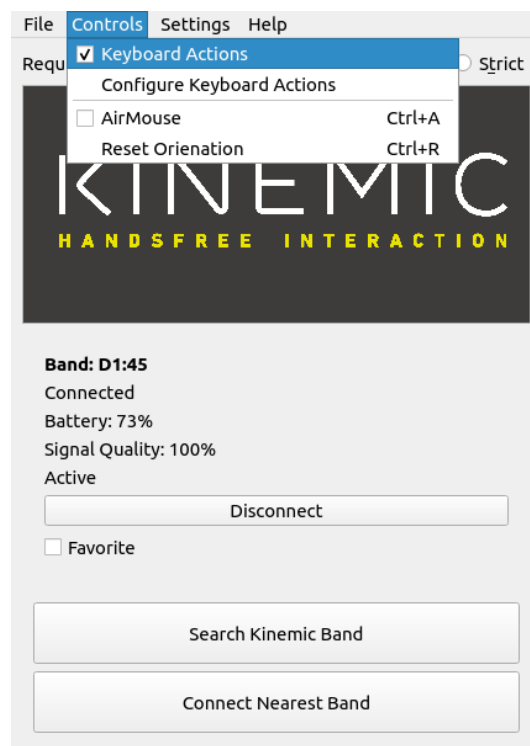 File Controls Settings Help
Requ Strict
Keyboard Actions
Configure Keyboard Actions
AirMouse Ctrl+A
Reset Orienation Ctrl+R
KINEMIC
HANDSFREE INTERACTION
Band: D1:45
Connected
Battery: 73%
Signal Quality: 100%
Active
Disconnect
Favorite
Search Kinemic Band
Connect Nearest Band